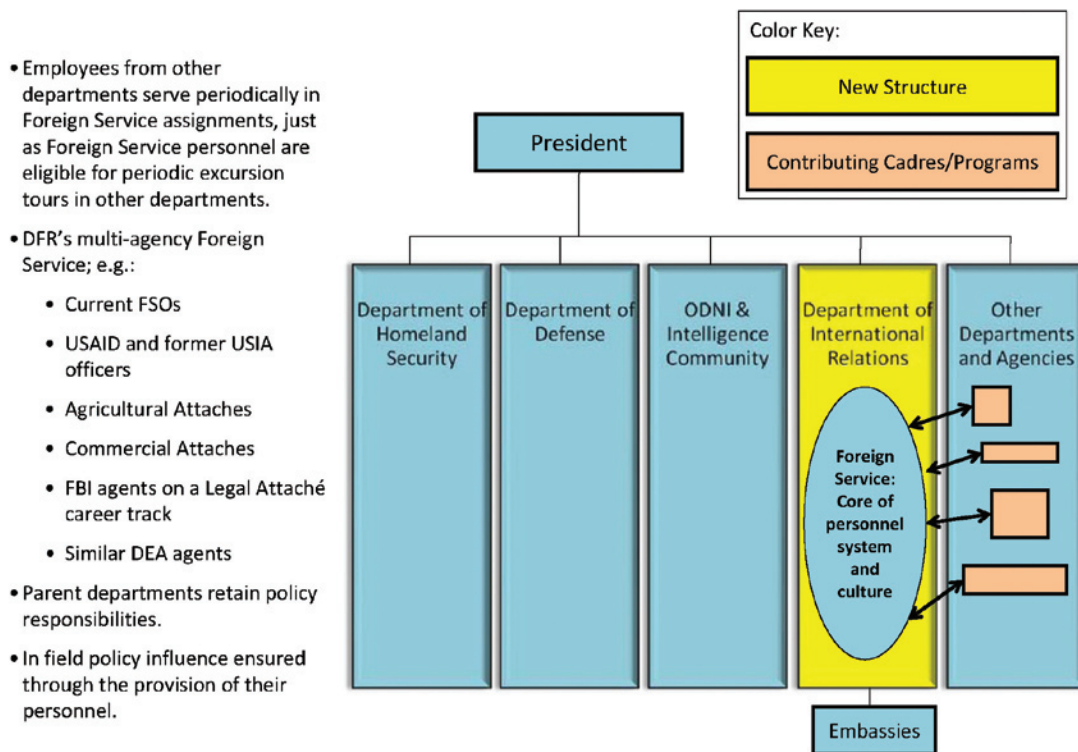 • Employees from other
departments serve periodically in
Foreign Service assignments, just
as Foreign Service personnel are
eligible for periodic excursion
tours in other departments.
• DFR's multi-agency Foreign
Service; e.g.:
• Current FSOs
• USAID and former USIA
officers
• Agricultural Attaches
• Commercial Attaches
• FBI agents on a Legal Attaché
career track
• Similar DEA agents
• Parent departments retain policy
responsibilities.
• In field policy influence ensured
through the provision of their
personnel.
Color Key:
New Structure
Contributing Cadres/Programs
President
Department of
Homeland
Security
Department of
Defense
ODNI &
Intelligence
Community
Department of
International
Relations
Other
Departments
and Agencies
Foreign
Service:
Core of
personnel
system
and
culture
Embassies